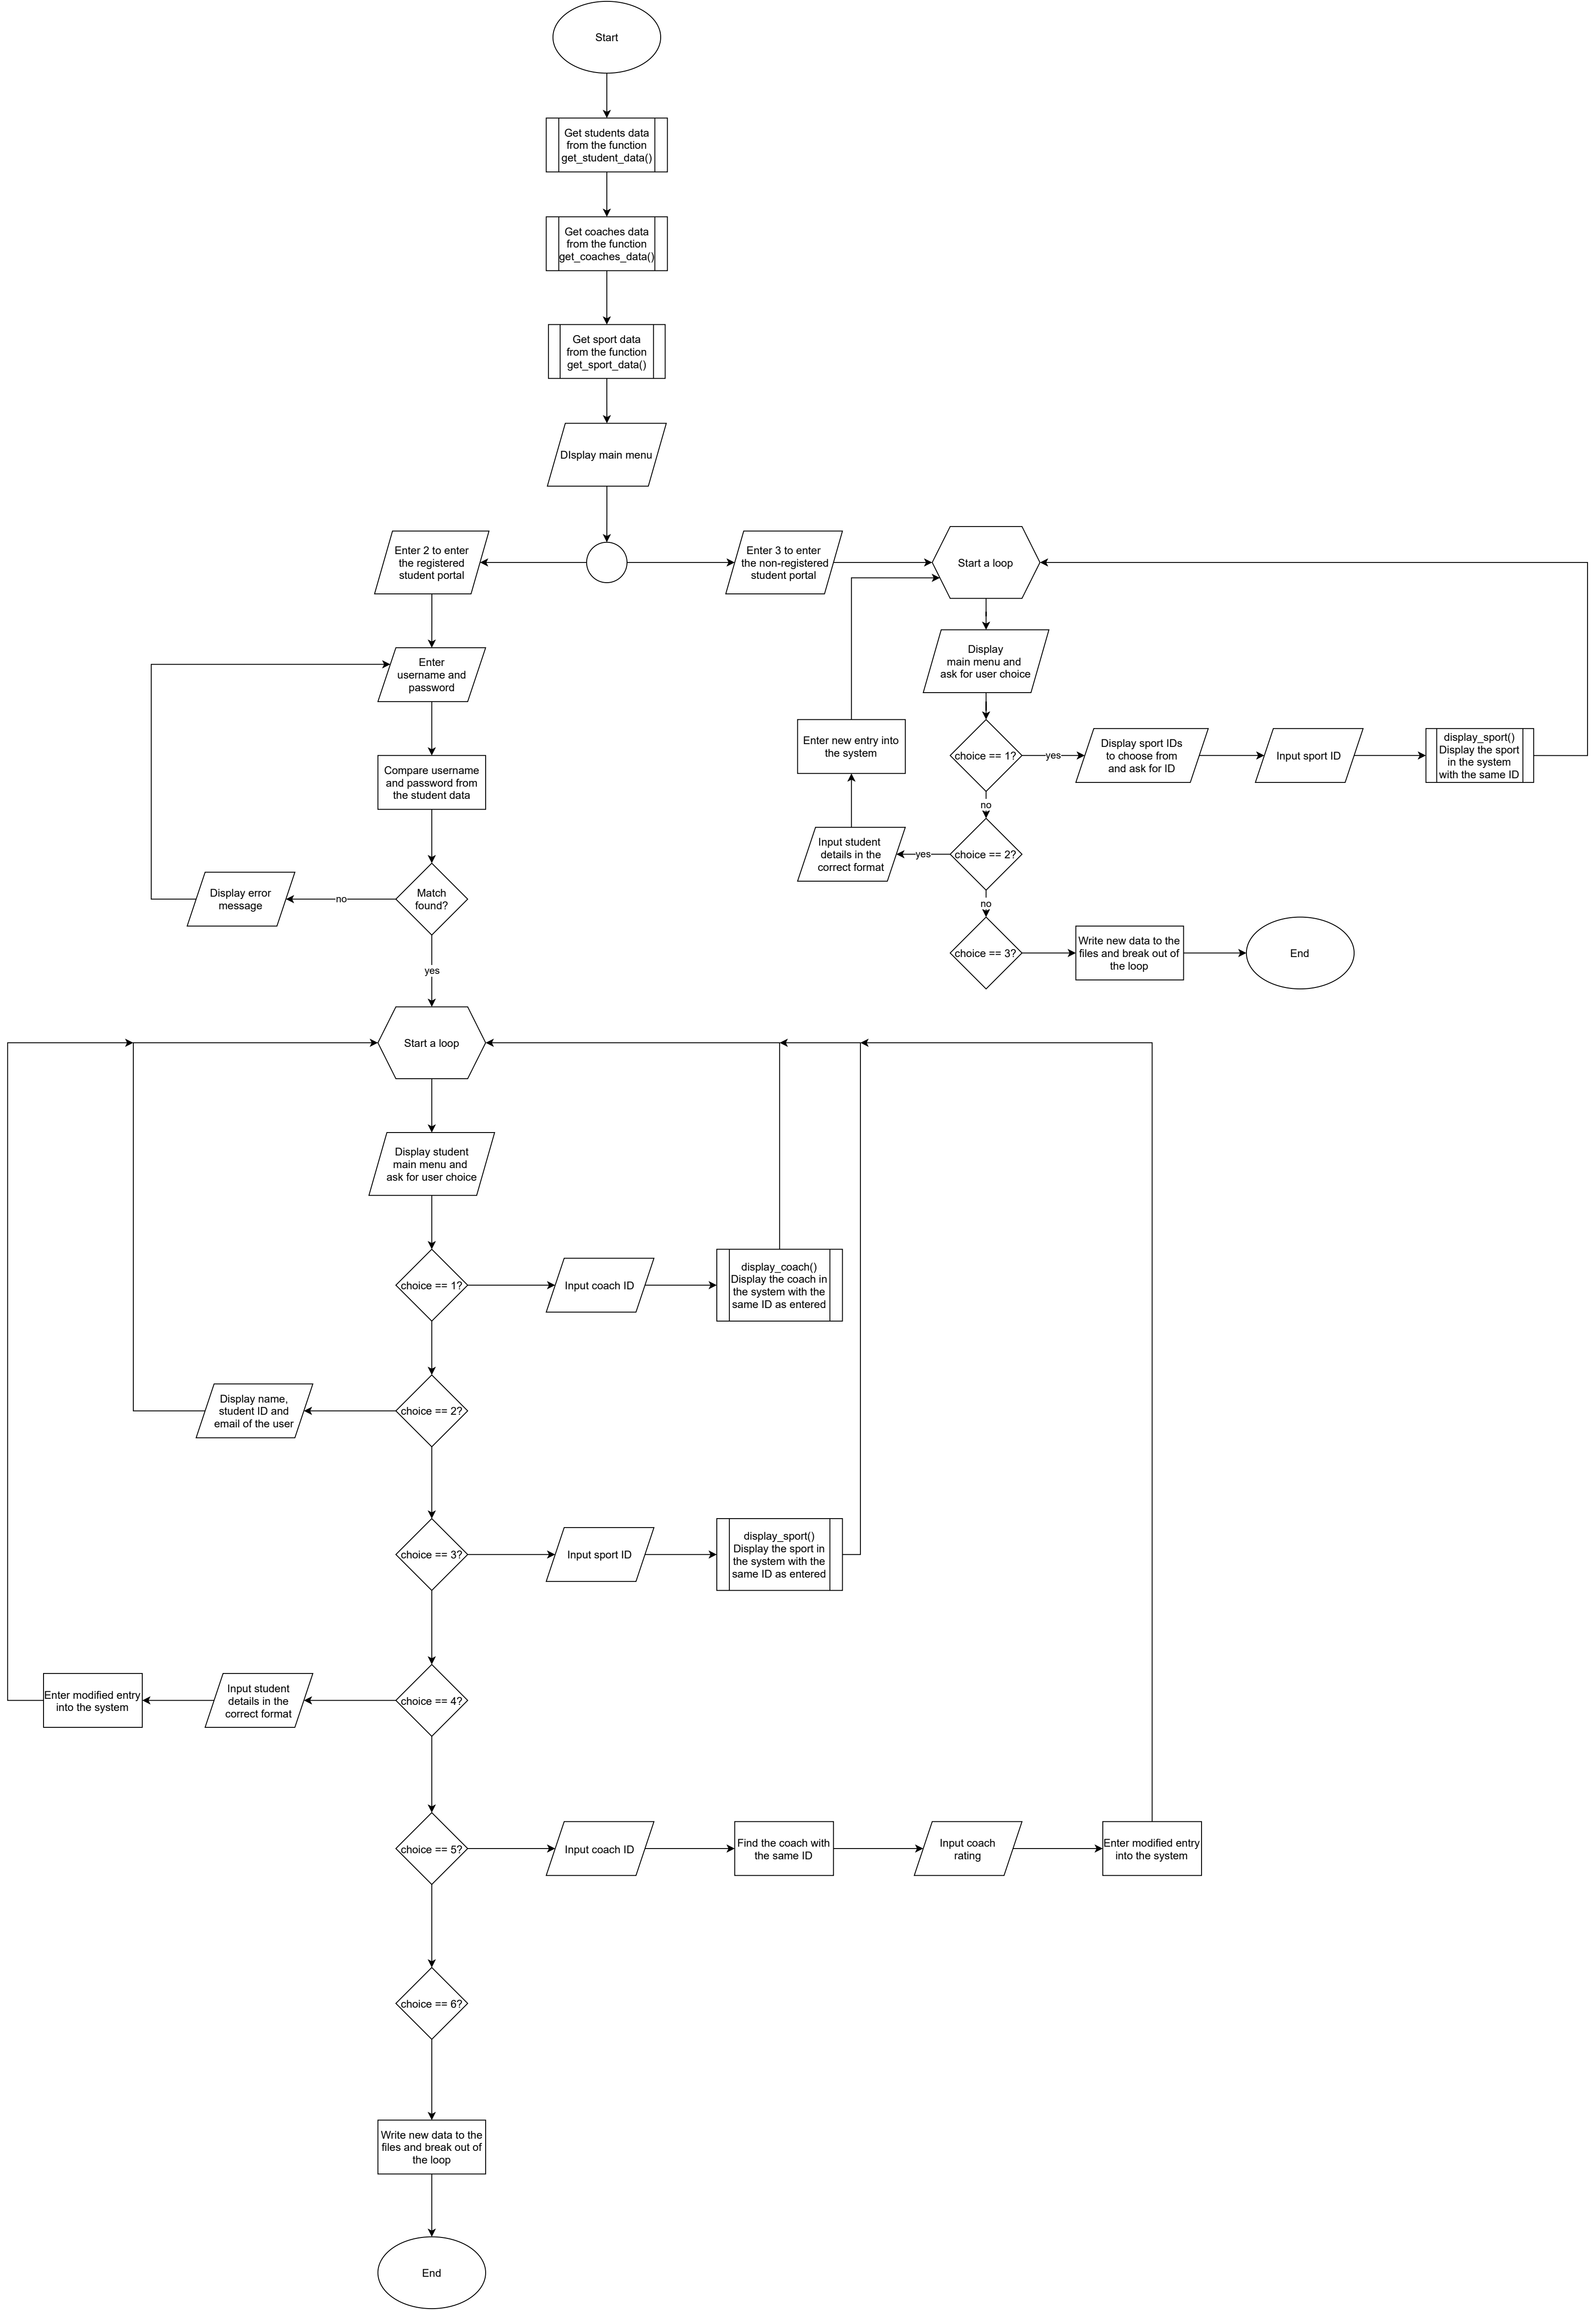 Start
Get students data
from the function
get_student_data()
Get coaches data
from the function
get_coaches_data()
Get sport data
from the function
get_sport_data()
DIsplay main menu
Enter 2 to enter
the registered
student portal
Enter 3 to enter
the non-registered
student portal
Start a loop
Display
main menu and
ask for user choice
choice == 1?
yes
Display sport IDs
to choose from
and ask for ID
Input sport ID
display_sport()
Display the sport
in the system
with the same ID
no
choice == 2?
yes
Input student
details in the
correct format
Enter new entry into
the system
no
choice == 3?
Write new data to the
files and break out of
the loop
End
Enter
username and
password
Compare username
and password from
the student data
Match
found?
no
Display error
message
yes
Start a loop
Display student
main menu and
ask for user choice
choice == 1?
Input coach ID
display_coach()
Display the coach in
the system with the
same ID as entered
choice == 2?
Display name,
student ID and
email of the user
choice == 3?
Input sport ID
display_sport()
Display the sport in
the system with the
same ID as entered
choice == 4?
Input student
details in the
correct format
Enter modified entry
into the system
choice == 5?
Input coach ID
Find the coach with
the same ID
Input coach
rating
Enter modified entry
into the system
choice == 6?
Write new data to the
files and break out of
the loop
End